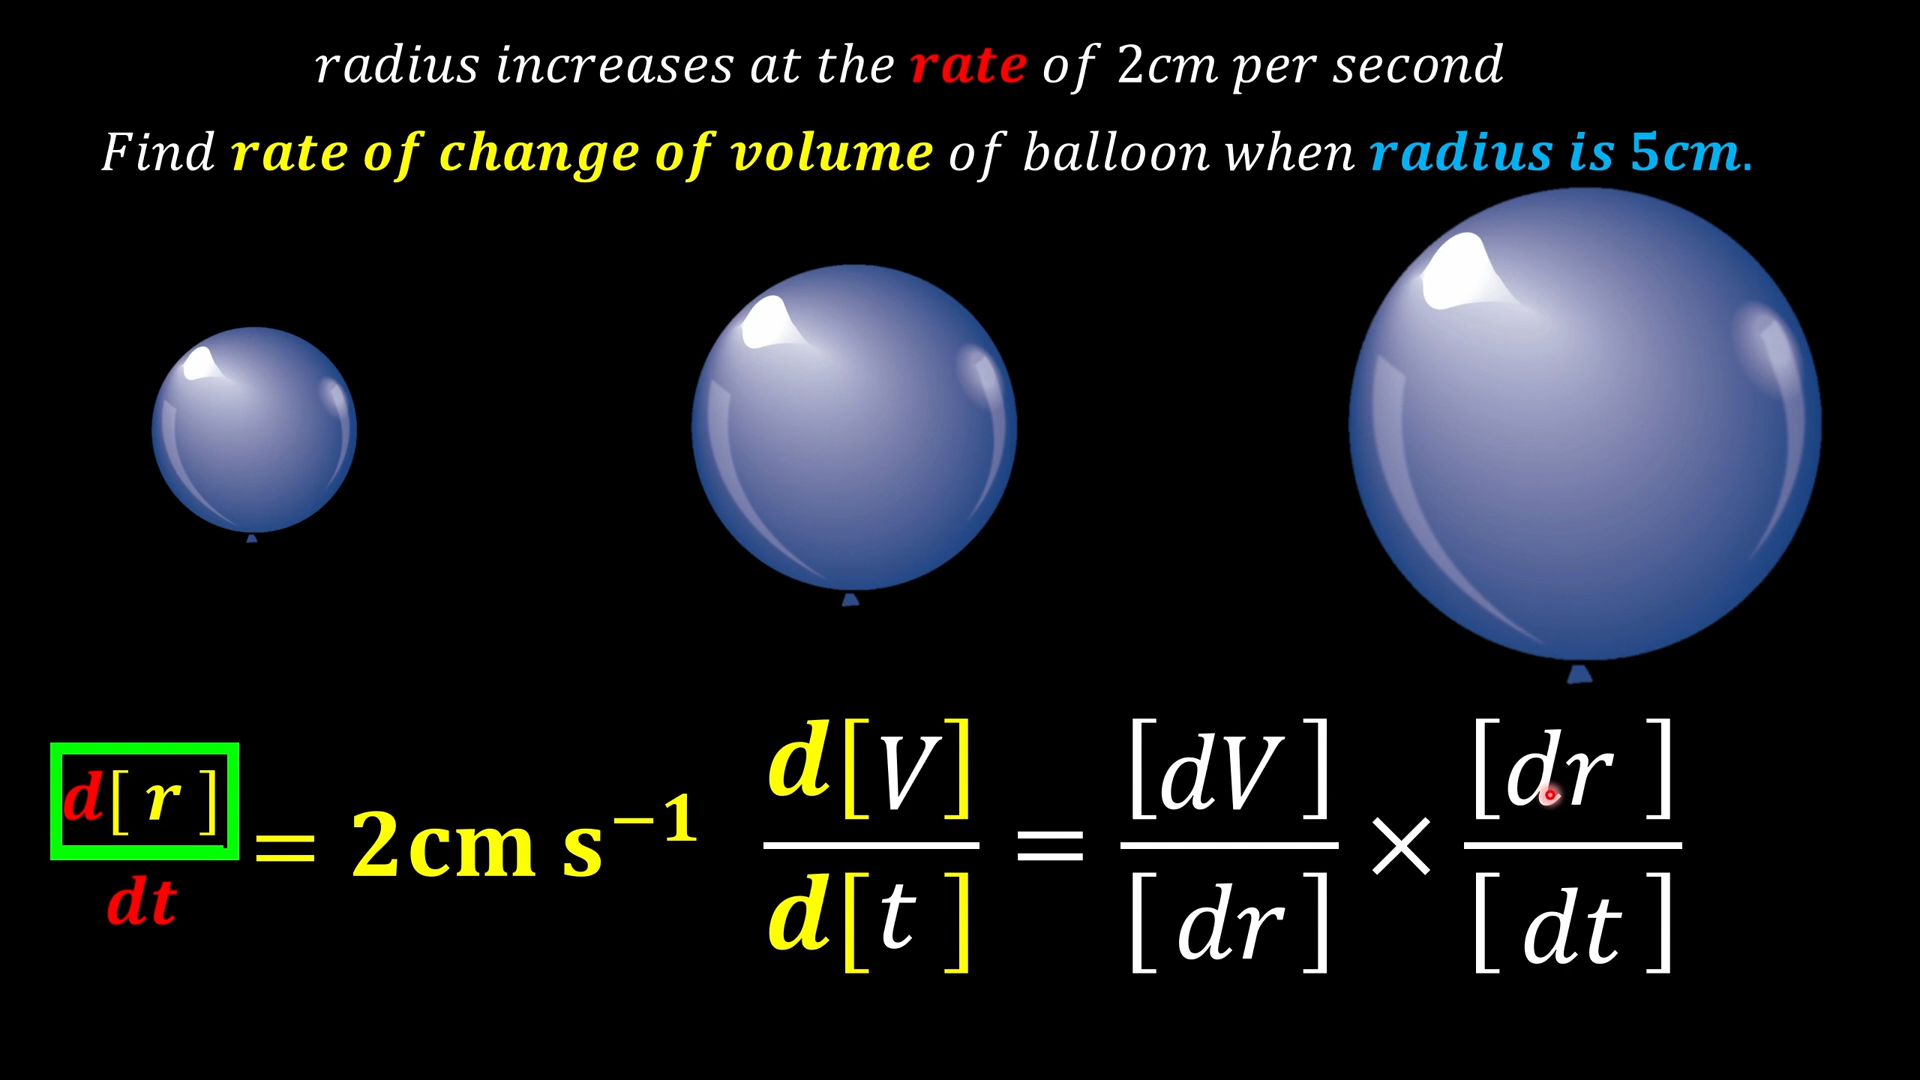 radius increases at the rate of 2cm per second
Find rate of change of volume of balloon when radius is 5cm.
d[ r ]/dt = 2cm s⁻¹
d[V]/d[t ] = [dV ]/[ dr ] × [dr ]/[ dt ]